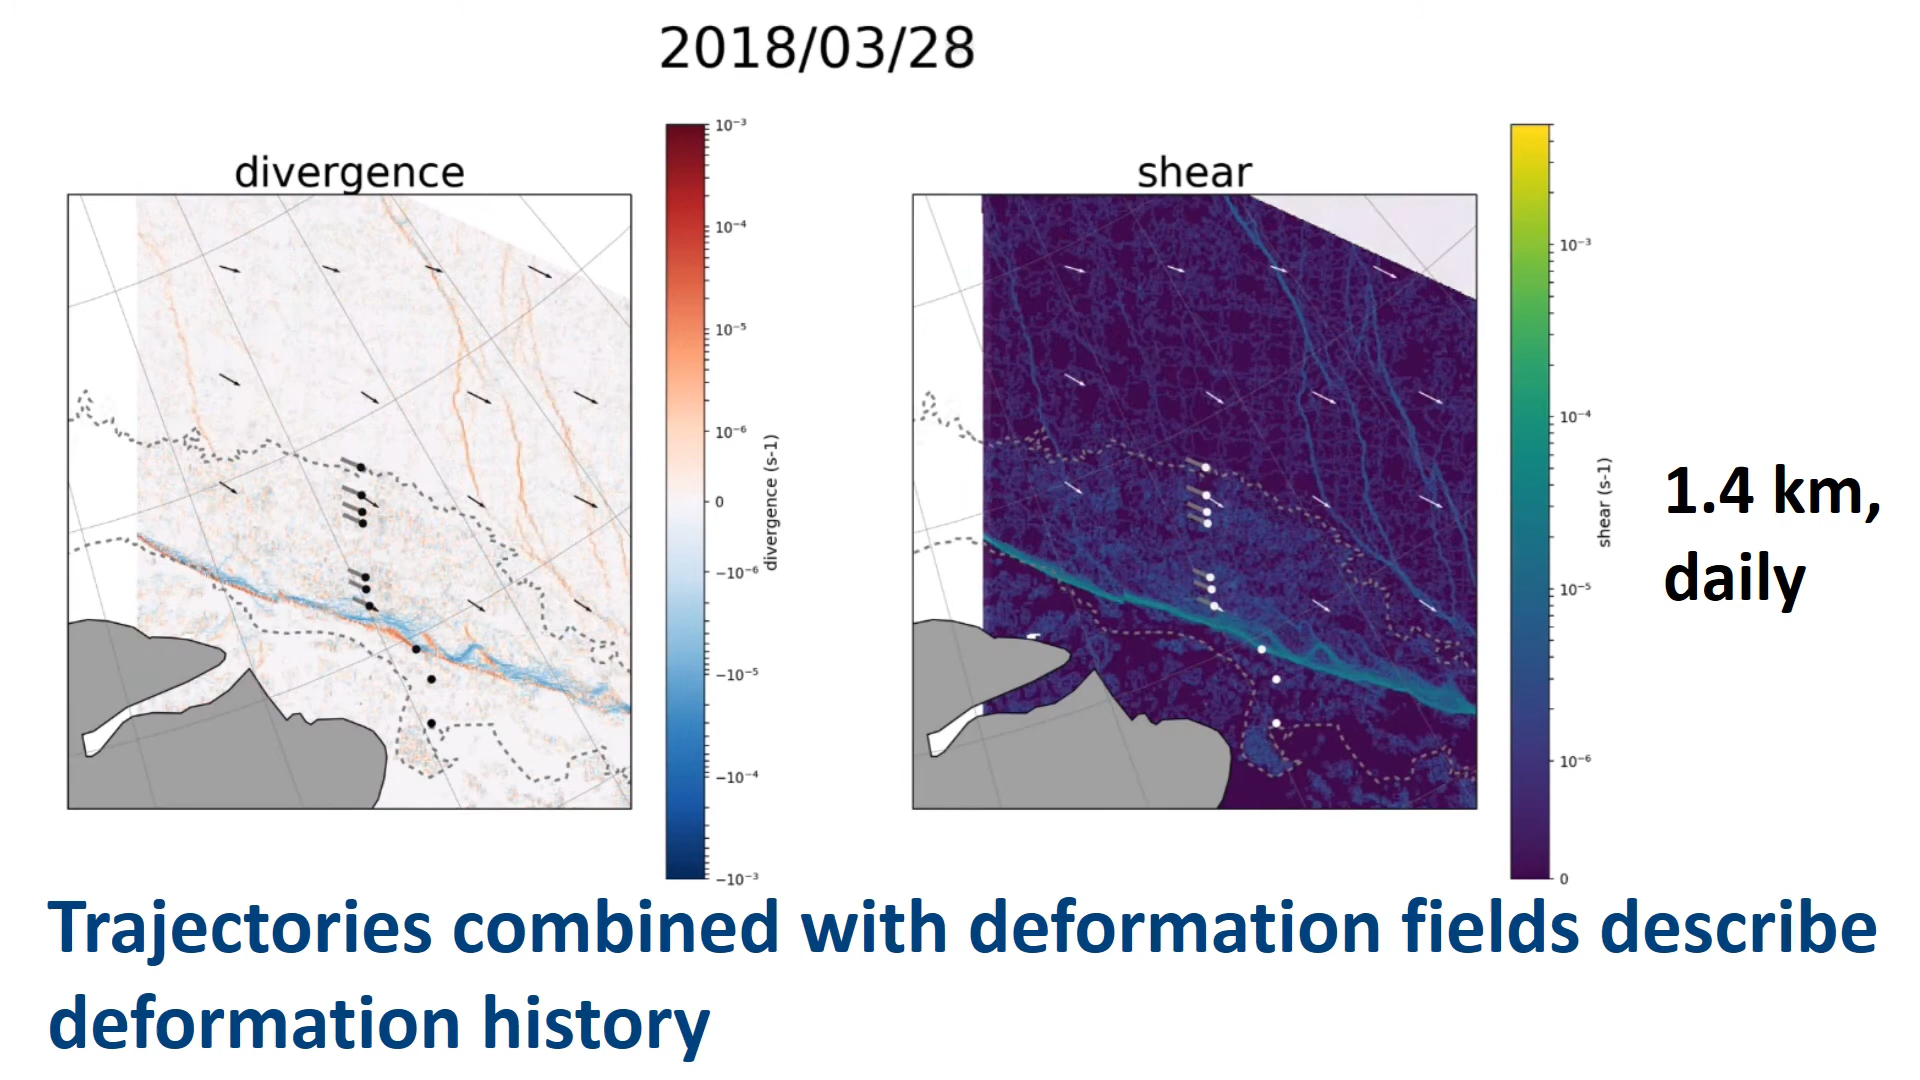 2018/03/28
divergence
10⁻³
10⁻⁴
10⁻⁵
10⁻⁶
0
−10⁻⁶
−10⁻⁵
−10⁻⁴
−10⁻³
divergence (s-1)
shear
10⁻³
10⁻⁴
10⁻⁵
10⁻⁶
0
shear (s-1)
1.4 km,
daily
Trajectories combined with deformation fields describe
deformation history